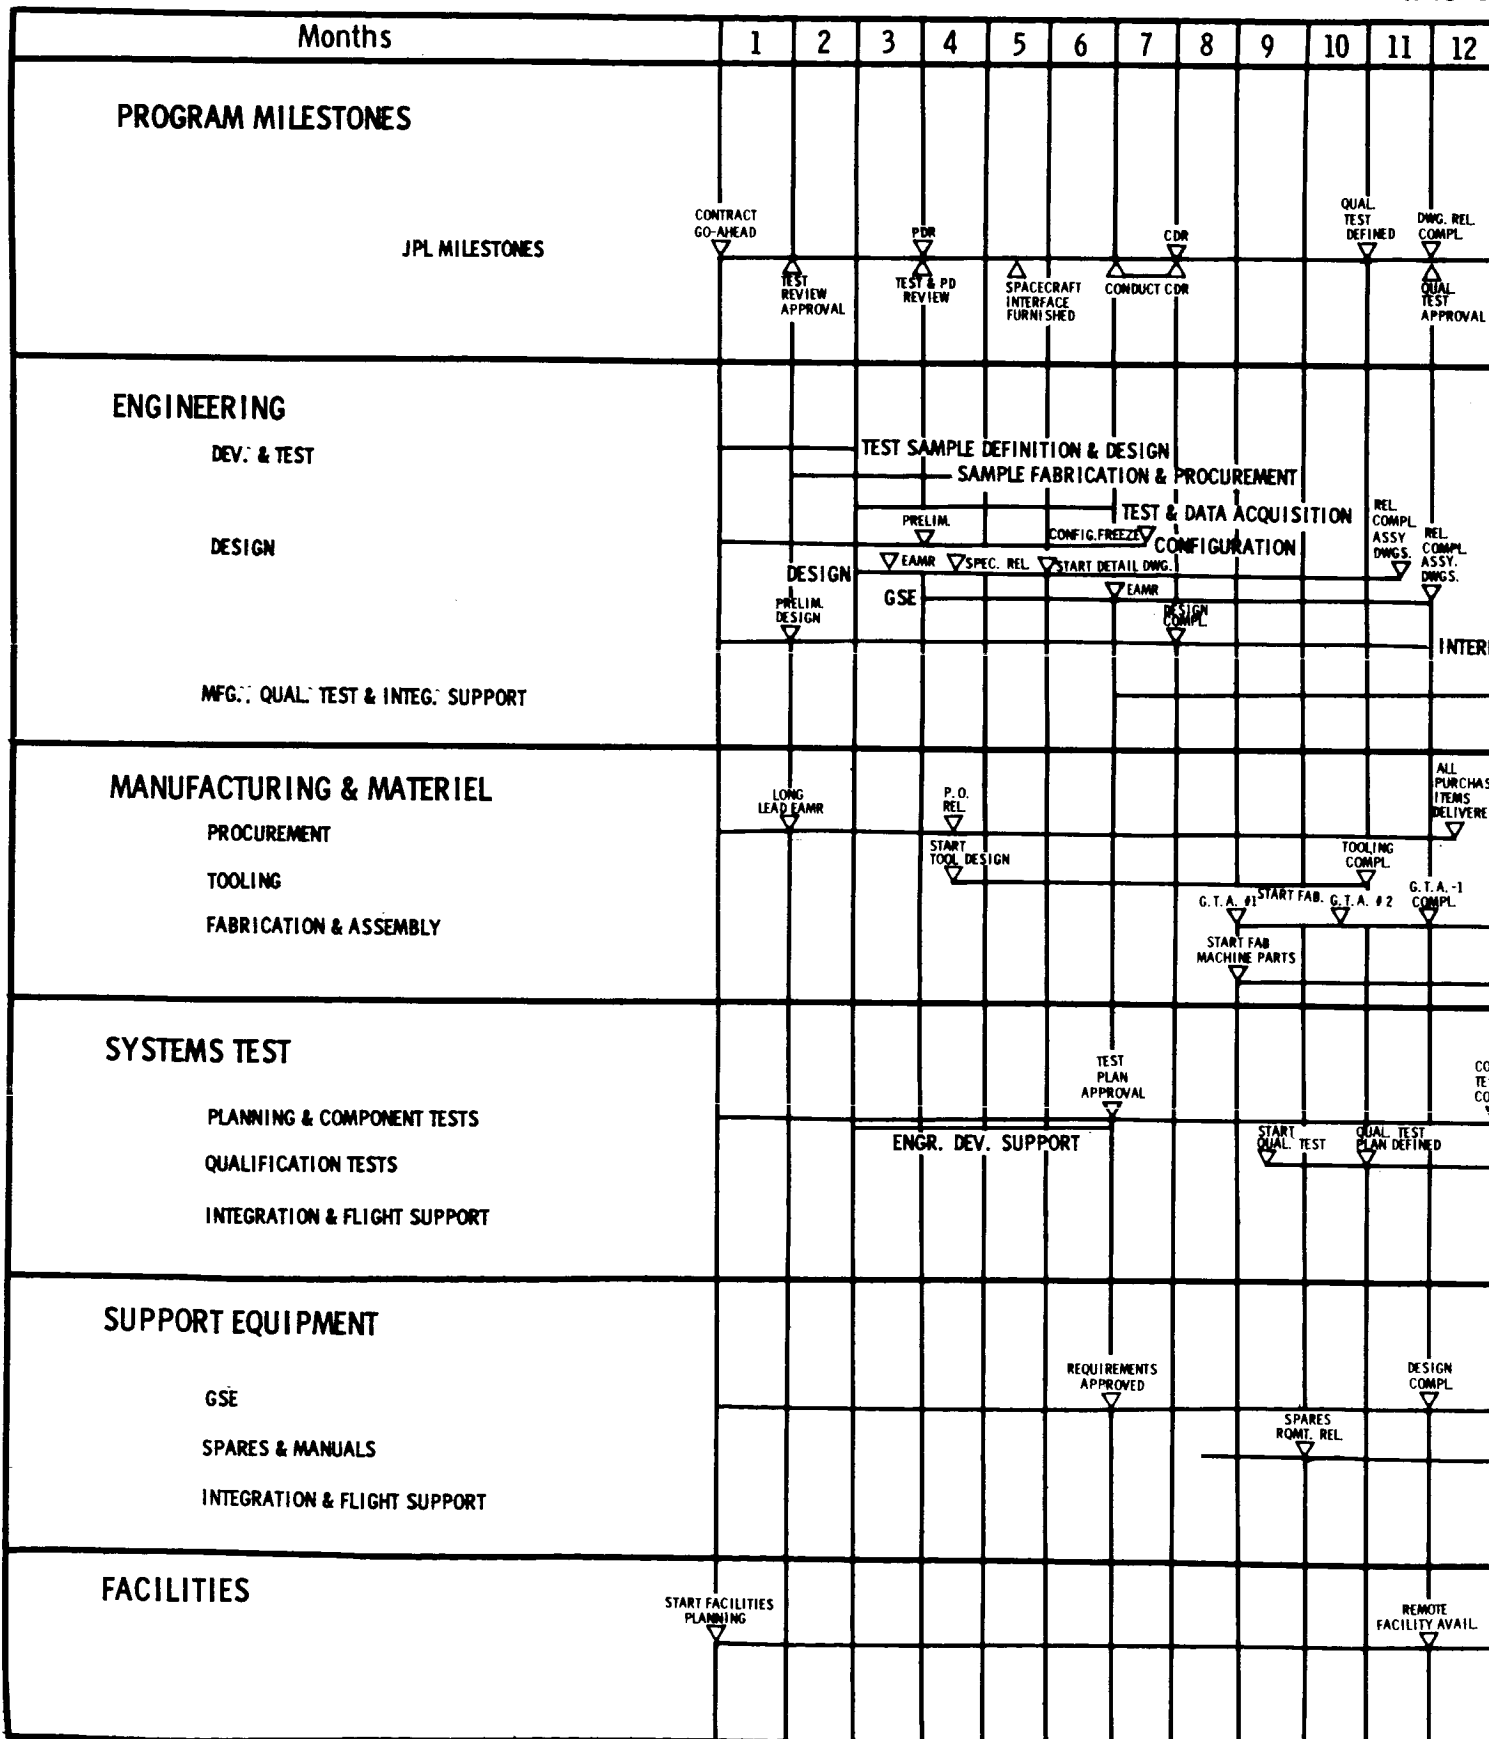 Months 1 2 3 4 5 6 7 8 9 10 11 12
PROGRAM MILESTONES
JPL MILESTONES
CONTRACT
GO-AHEAD
PDR
CDR
QUAL.
TEST
DEFINED
DWG. REL.
COMPL.
TEST
REVIEW
APPROVAL
TEST & PD
REVIEW
SPACECRAFT
INTERFACE
FURNISHED
CONDUCT CDR
QUAL.
TEST
APPROVAL
ENGINEERING
DEV. & TEST
TEST SAMPLE DEFINITION & DESIGN
SAMPLE FABRICATION & PROCUREMENT
TEST & DATA ACQUISITION
DESIGN
PRELIM.
CONFIG. FREEZE
CONFIGURATION
REL.
COMPL.
ASSY
DWGS.
DESIGN
EAMR
SPEC. REL.
START DETAIL DWG.
REL.
COMPL.
ASSY.
DWGS.
GSE
EAMR
PRELIM.
DESIGN
DESIGN
COMPL.
MFG., QUAL. TEST & INTEG. SUPPORT
MANUFACTURING & MATERIEL
PROCUREMENT
LONG
LEAD EAMR
P.O.
REL.
ALL
ITEMS
TOOLING
START
TOOL DESIGN
TOOLING
COMPL.
FABRICATION & ASSEMBLY
G.T.A. #1
START FAB.
G.T.A. #2
G.T.A.-1
COMPL.
START FAB
MACHINE PARTS
SYSTEMS TEST
PLANNING & COMPONENT TESTS
TEST
PLAN
APPROVAL
ENGR. DEV. SUPPORT
QUALIFICATION TESTS
START
QUAL. TEST
QUAL. TEST
PLAN DEFINED
INTEGRATION & FLIGHT SUPPORT
SUPPORT EQUIPMENT
GSE
REQUIREMENTS
APPROVED
DESIGN
COMPL.
SPARES & MANUALS
SPARES
RQMT. REL.
INTEGRATION & FLIGHT SUPPORT
FACILITIES
START FACILITIES
PLANNING
REMOTE
FACILITY AVAIL.